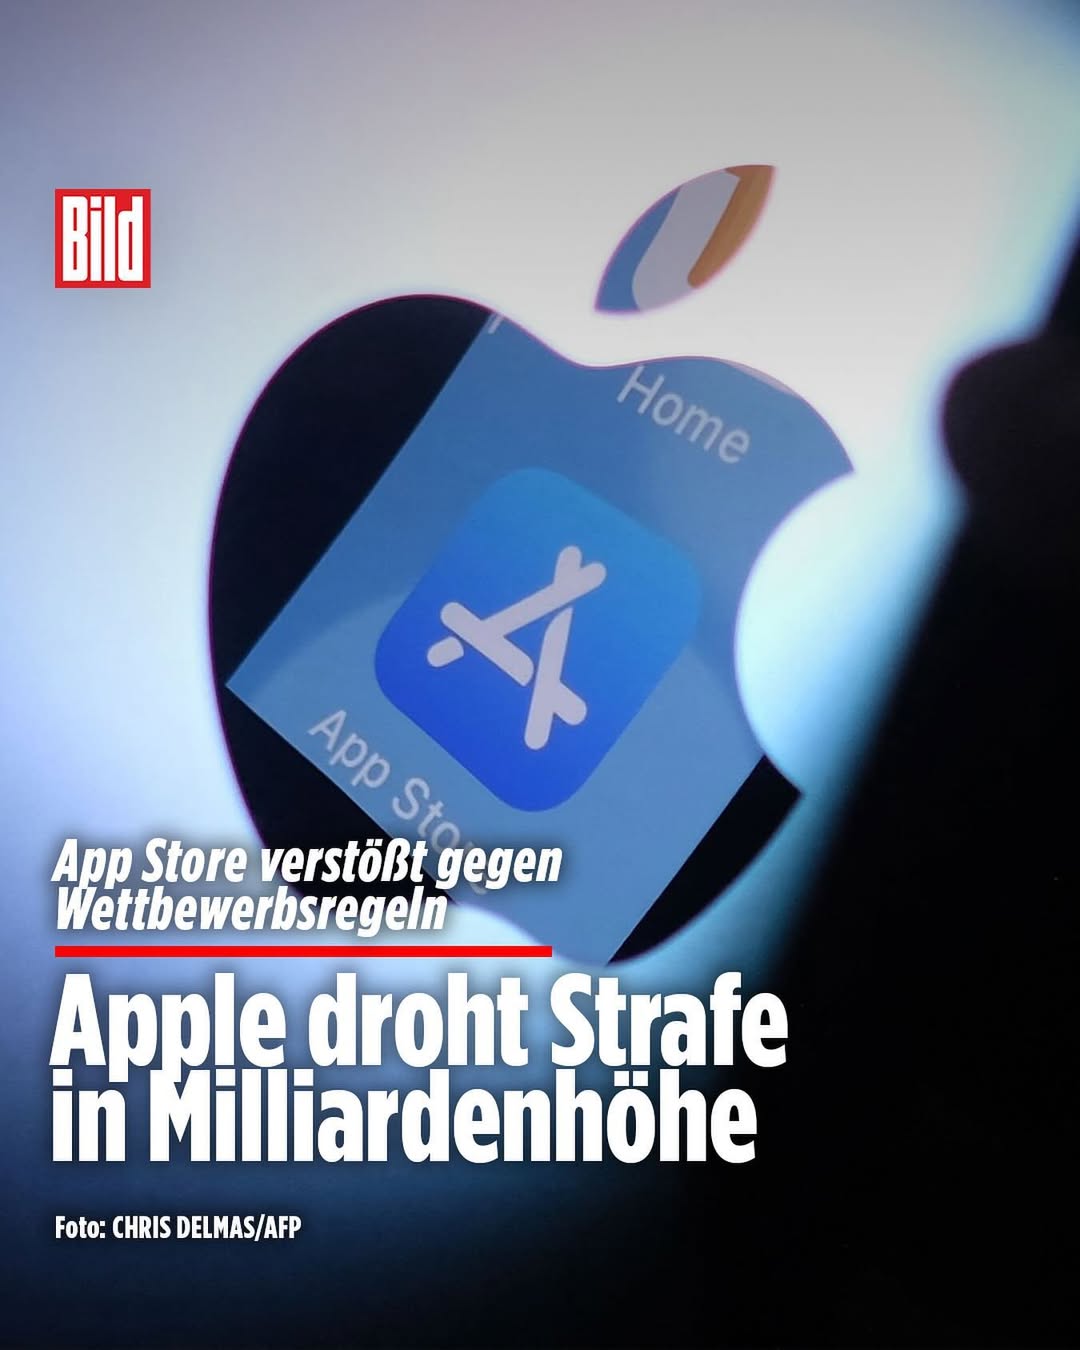 Bild
Home
App Store
App Store verstößt gegen
Wettbewerbsregeln
Apple droht Strafe
in Milliardenhöhe
Foto: CHRIS DELMAS/AFP